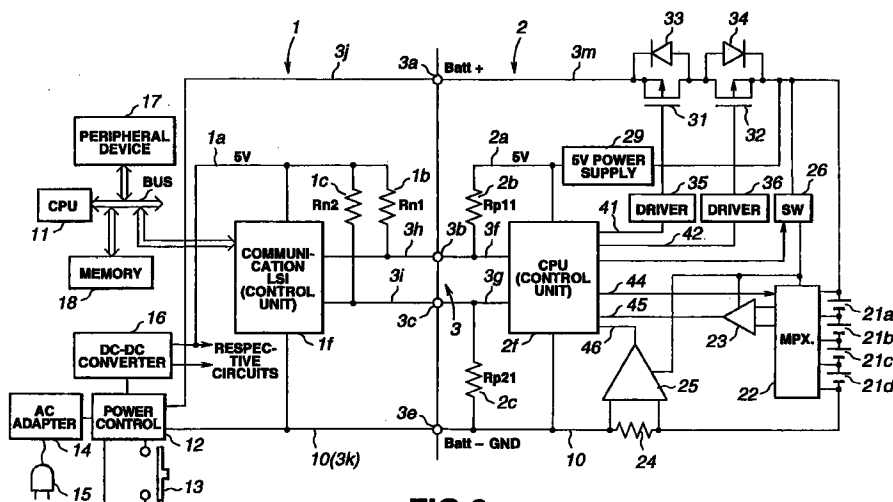 1
2
3j
3a
Batt +
3m
33
34
17
PERIPHERAL
DEVICE
1a
5V
1c
1b
Rn2
Rn1
2a
5V
2b
Rp11
29
5V POWER
SUPPLY
31
32
35
36
26
DRIVER
DRIVER
SW
BUS
CPU
11
MEMORY
18
COMMUNI-
CATION
LSI
(CONTROL
UNIT)
1f
3h
3b
3f
3i
3g
3c
3
CPU
(CONTROL
UNIT)
2f
41
42
44
45
46
23
MPX.
22
21a
21b
21c
21d
16
DC-DC
CONVERTER
RESPEC-
TIVE
CIRCUITS
Rp21
2c
25
AC
ADAPTER
14
POWER
CONTROL
12
15
13
3e
Batt – GND
10(3k)
10
24